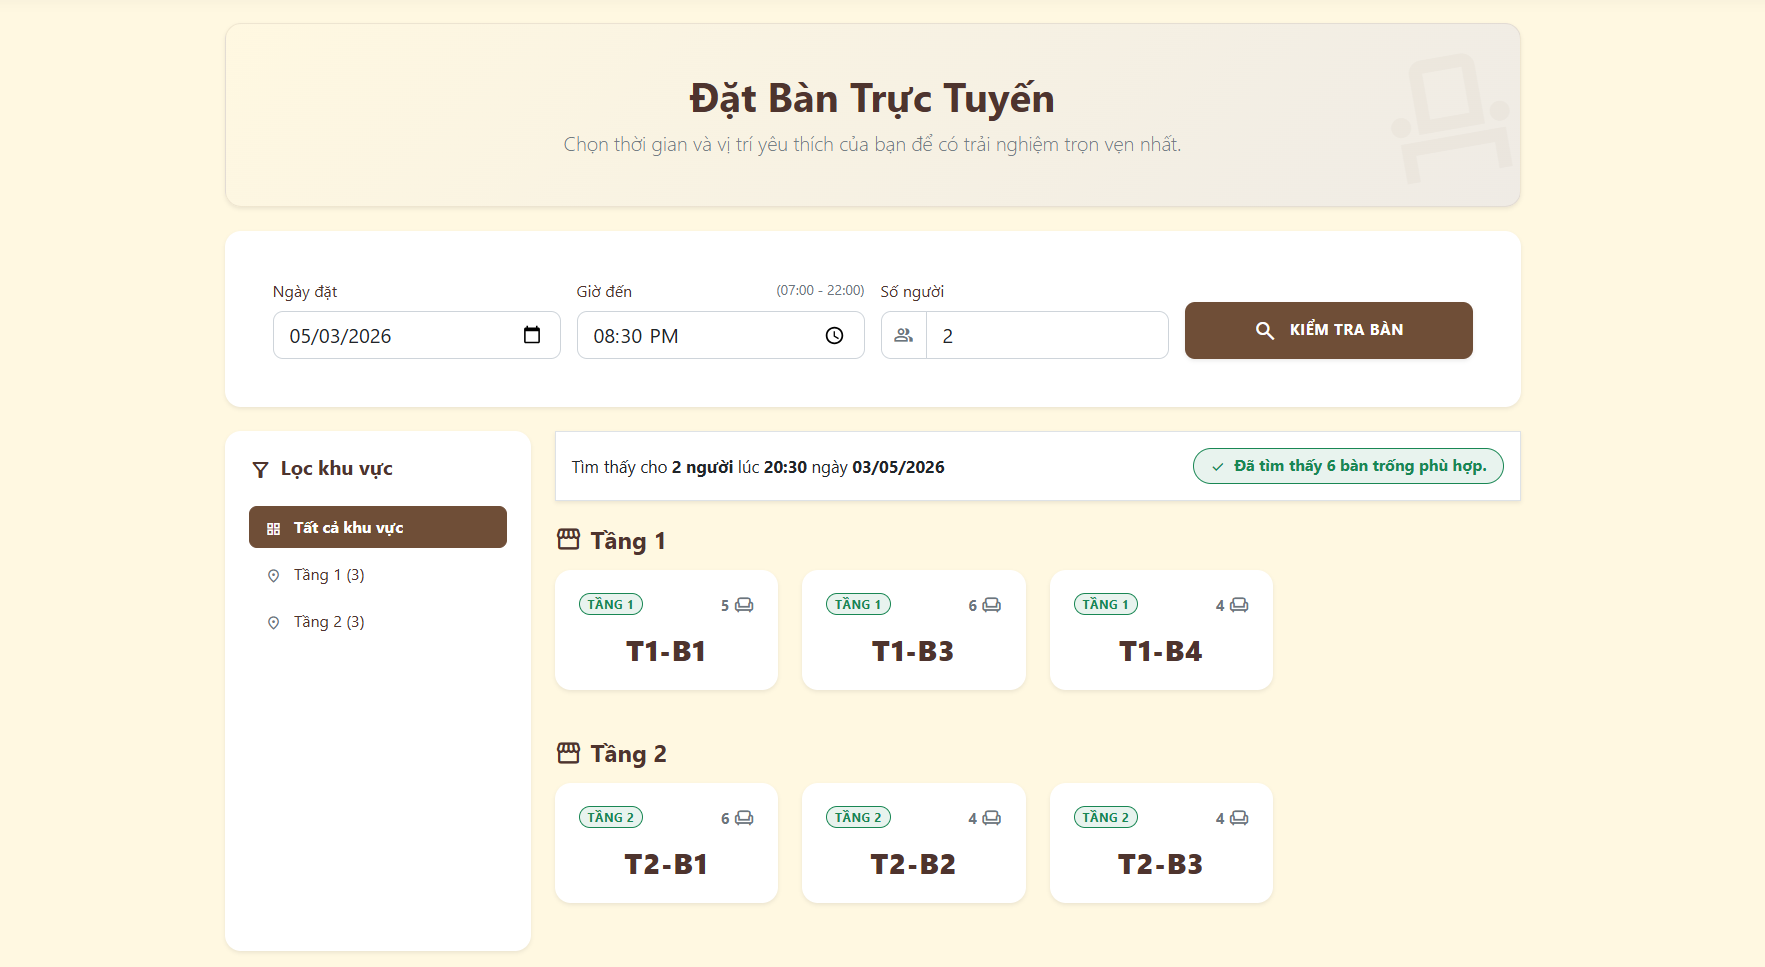 Đặt Bàn Trực Tuyến
Chọn thời gian và vị trí yêu thích của bạn để có trải nghiệm trọn vẹn nhất.
Ngày đặt
05/03/2026
Giờ đến (07:00 - 22:00)
08:30 PM
Số người
2
KIỂM TRA BÀN
Lọc khu vực
Tất cả khu vực
Tầng 1 (3)
Tầng 2 (3)
Tìm thấy cho 2 người lúc 20:30 ngày 03/05/2026
Đã tìm thấy 6 bàn trống phù hợp.
Tầng 1
TẦNG 1 5
T1-B1
TẦNG 1 6
T1-B3
TẦNG 1 4
T1-B4
Tầng 2
TẦNG 2 6
T2-B1
TẦNG 2 4
T2-B2
TẦNG 2 4
T2-B3